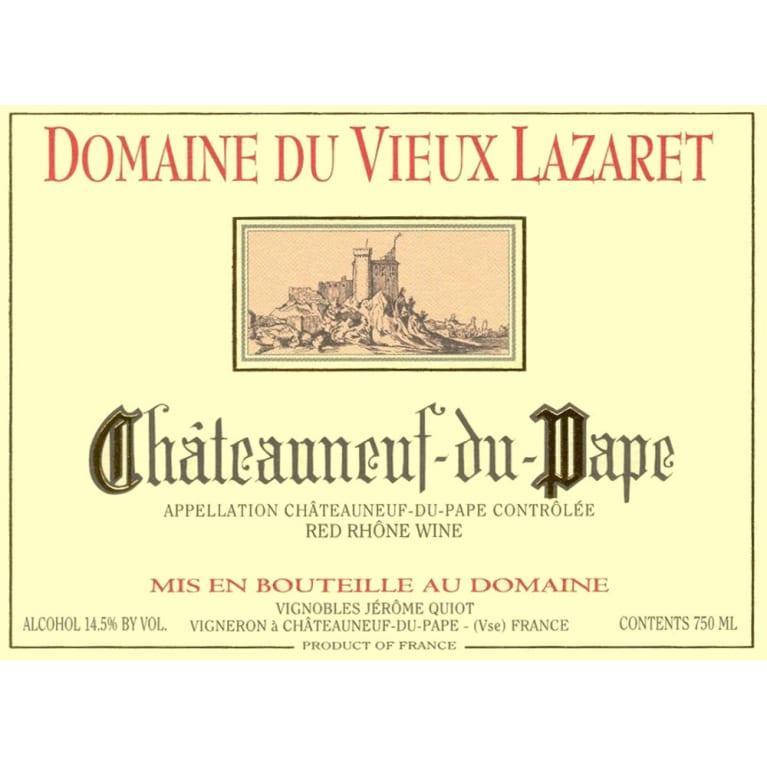 DOMAINE DU VIEUX LAZARET
Châteauneuf-du-Pape
APPELLATION CHÂTEAUNEUF-DU-PAPE CONTRÔLÉE
RED RHÔNE WINE
MIS EN BOUTEILLE AU DOMAINE
VIGNOBLES JÉRÔME QUIOT
ALCOHOL 14.5% BY VOL. VIGNERON à CHÂTEAUNEUF-DU-PAPE - (Vse) FRANCE CONTENTS 750 ML
PRODUCT OF FRANCE